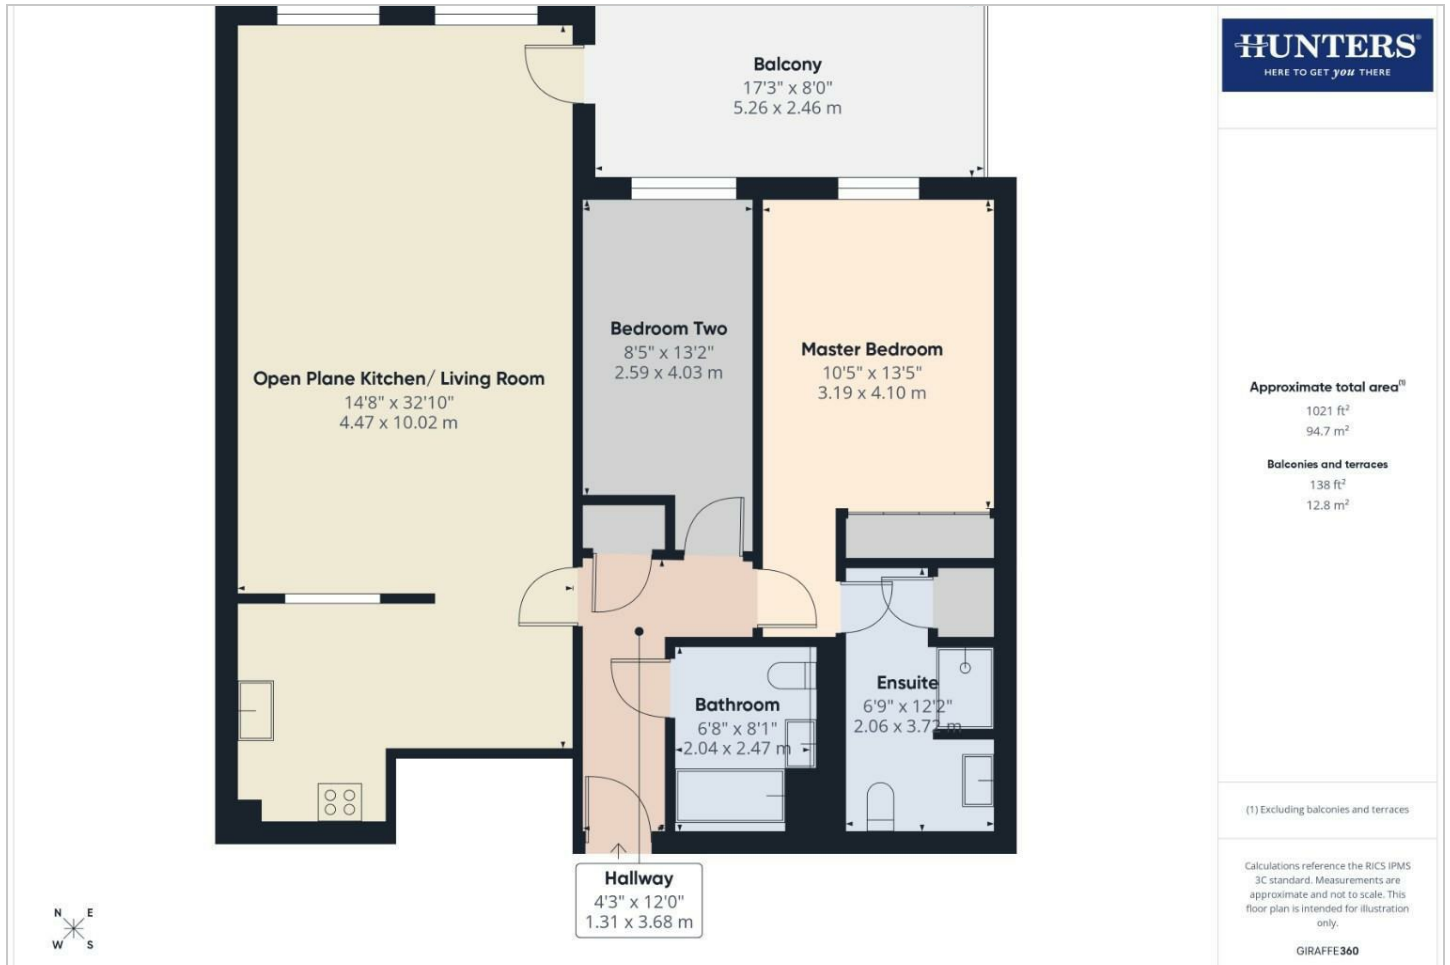 Balcony
17'3" x 8'0"
5.26 x 2.46 m
Bedroom Two
8'5" x 13'2"
2.59 x 4.03 m
Master Bedroom
10'5" x 13'5"
3.19 x 4.10 m
Open Plane Kitchen/ Living Room
14'8" x 32'10"
4.47 x 10.02 m
Bathroom
6'8" x 8'1"
2.04 x 2.47 m
Ensuite
6'9" x 12'2"
2.06 x 3.72 m
Hallway
4'3" x 12'0"
1.31 x 3.68 m
N E
W S
HUNTERS®
HERE TO GET you THERE
Approximate total area(1)
1021 ft²
94.7 m²
Balconies and terraces
138 ft²
12.8 m²
(1) Excluding balconies and terraces
Calculations reference the RICS IPMS
3C standard. Measurements are
approximate and not to scale. This
floor plan is intended for illustration
only.
GIRAFFE360